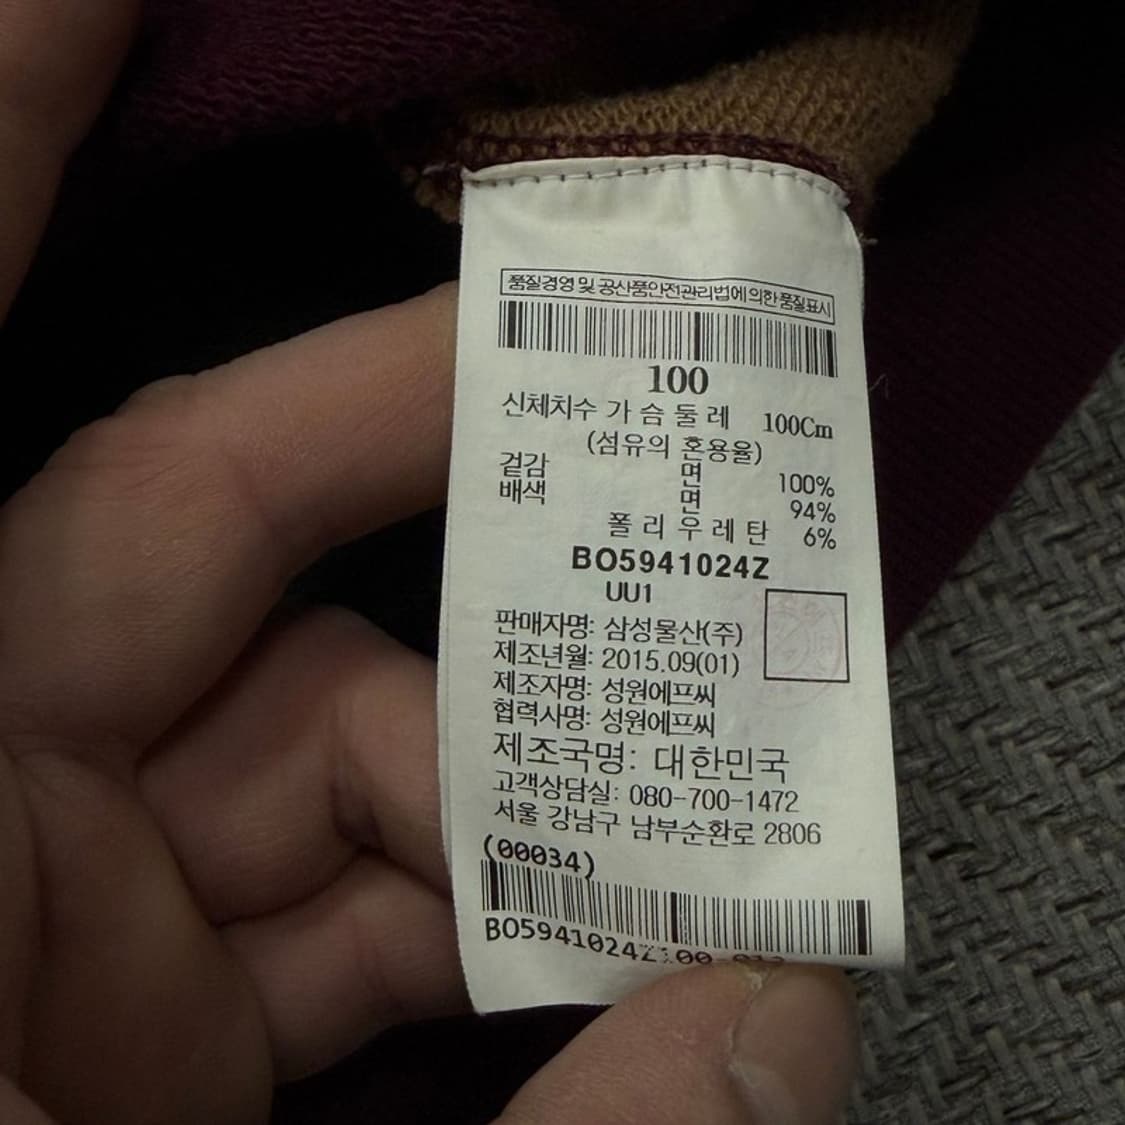 품질경영 및 공산품안전관리법에 의한 품질표시
100
신체치수 가 슴 둘 레 100Cm
(섬유의 혼용율)
겉감 면 100%
배색 면 94%
폴 리 우 레 탄 6%
BO5941024Z
UU1
판매자명: 삼성물산(주)
제조년월: 2015.09(01)
제조자명: 성원에프씨
협력사명: 성원에프씨
제조국명: 대한민국
고객상담실: 080-700-1472
서울 강남구 남부순환로 2806
(00034)